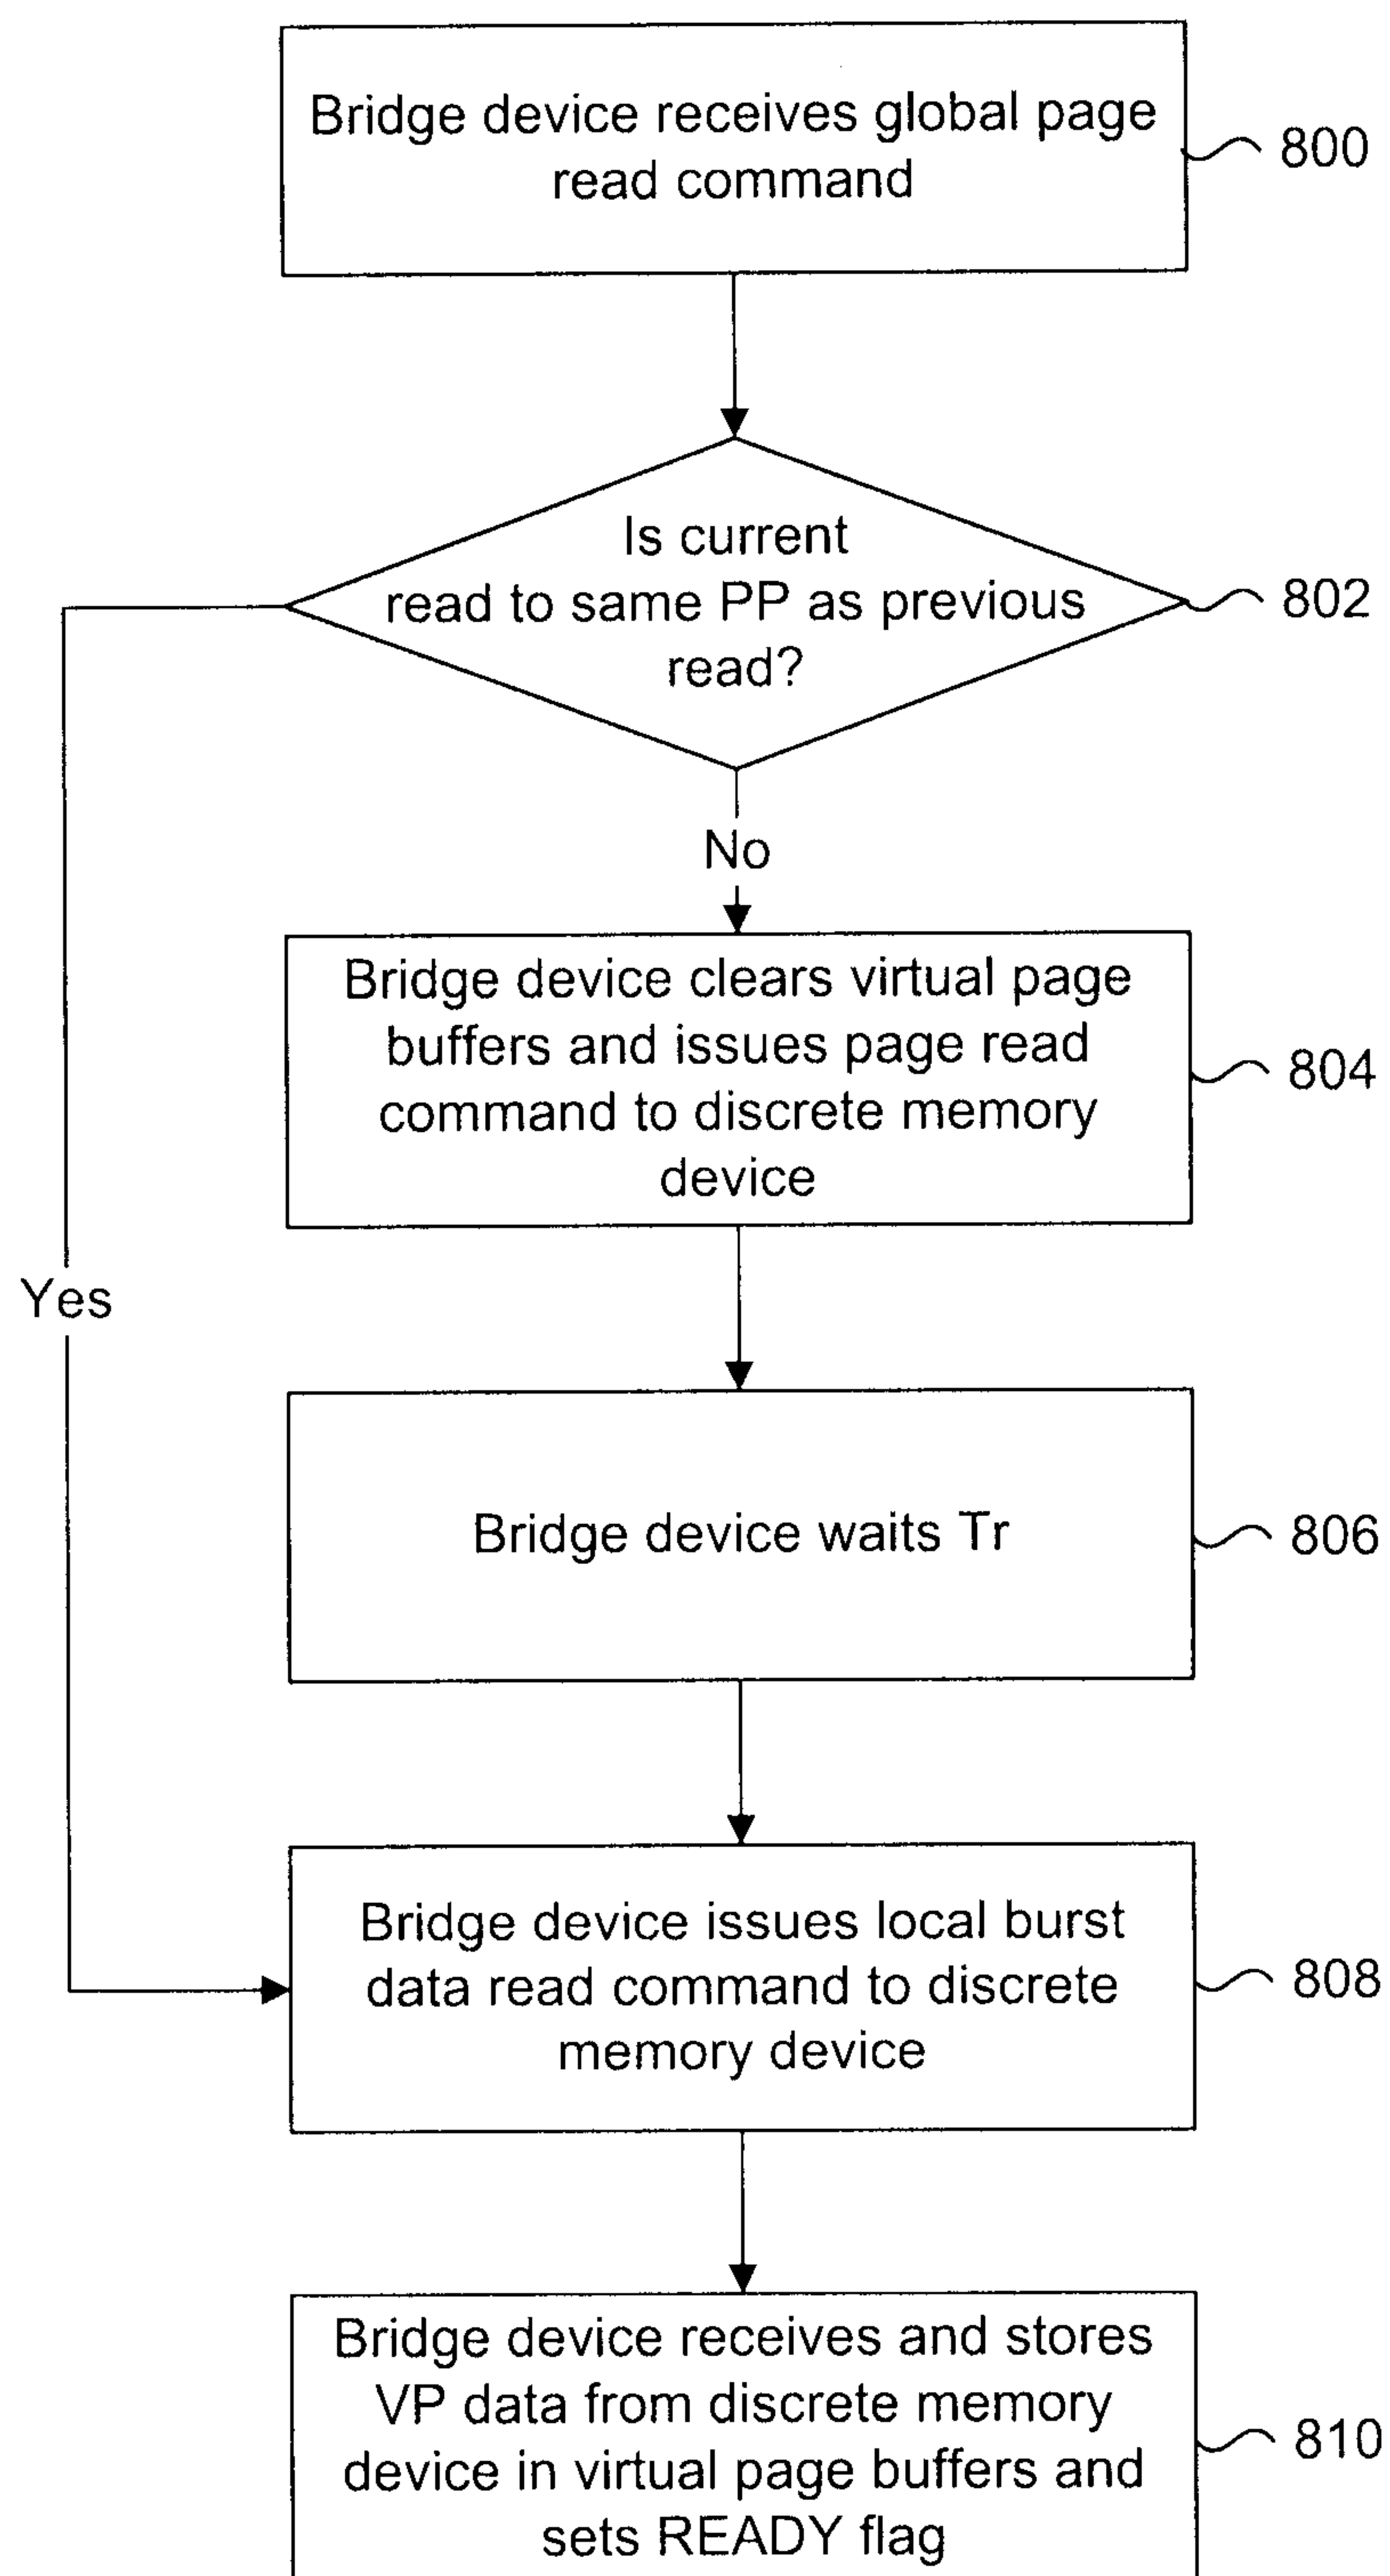 Bridge device receives global page
read command
800
Is current
read to same PP as previous
read?
802
No
Bridge device clears virtual page
buffers and issues page read
command to discrete memory
device
804
Yes
Bridge device waits Tr
806
Bridge device issues local burst
data read command to discrete
memory device
808
Bridge device receives and stores
VP data from discrete memory
device in virtual page buffers and
sets READY flag
810